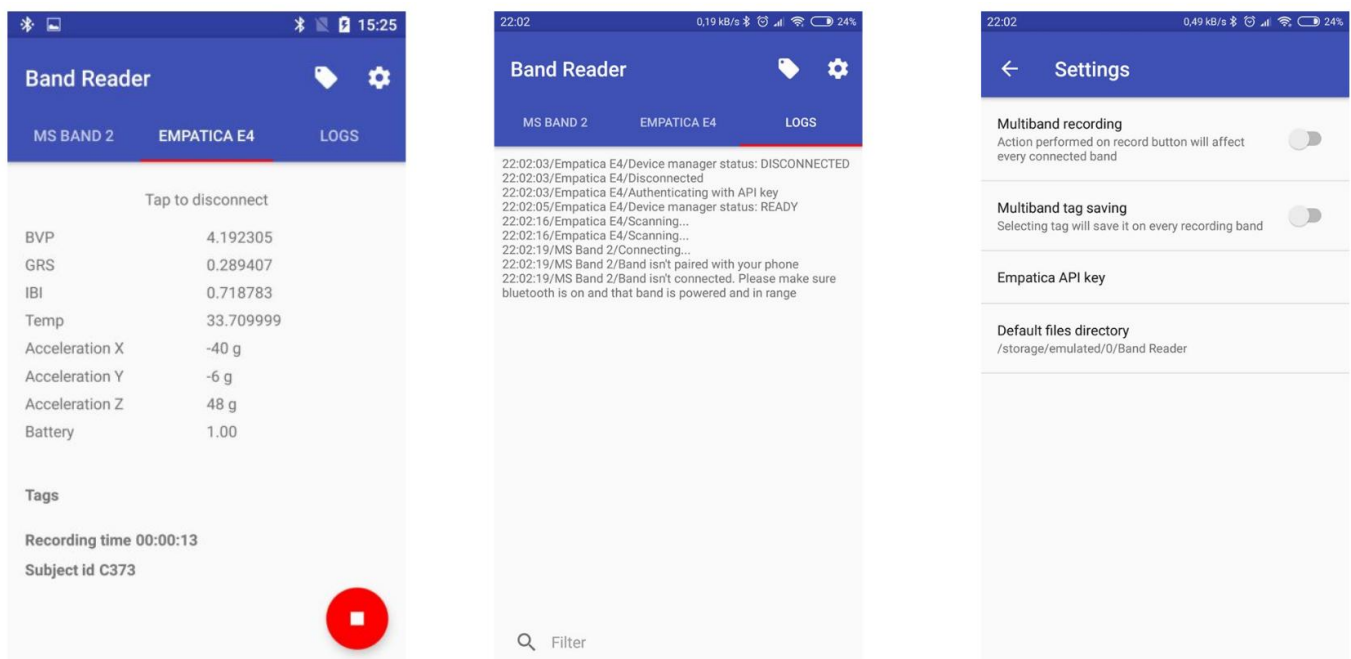 15:25
Band Reader
MS BAND 2 EMPATICA E4 LOGS
Tap to disconnect
BVP 4.192305
GRS 0.289407
IBI 0.718783
Temp 33.709999
Acceleration X -40 g
Acceleration Y -6 g
Acceleration Z 48 g
Battery 1.00
Tags
Recording time 00:00:13
Subject id C373
22:02 0,19 kB/s 24%
Band Reader
MS BAND 2 EMPATICA E4 LOGS
22:02:03/Empatica E4/Device manager status: DISCONNECTED
22:02:03/Empatica E4/Disconnected
22:02:03/Empatica E4/Authenticating with API key
22:02:05/Empatica E4/Device manager status: READY
22:02:16/Empatica E4/Scanning...
22:02:16/Empatica E4/Scanning...
22:02:19/MS Band 2/Connecting...
22:02:19/MS Band 2/Band isn't paired with your phone
22:02:19/MS Band 2/Band isn't connected. Please make sure
bluetooth is on and that band is powered and in range
Filter
22:02 0,49 kB/s 24%
Settings
Multiband recording
Action performed on record button will affect
every connected band
Multiband tag saving
Selecting tag will save it on every recording band
Empatica API key
Default files directory
/storage/emulated/0/Band Reader